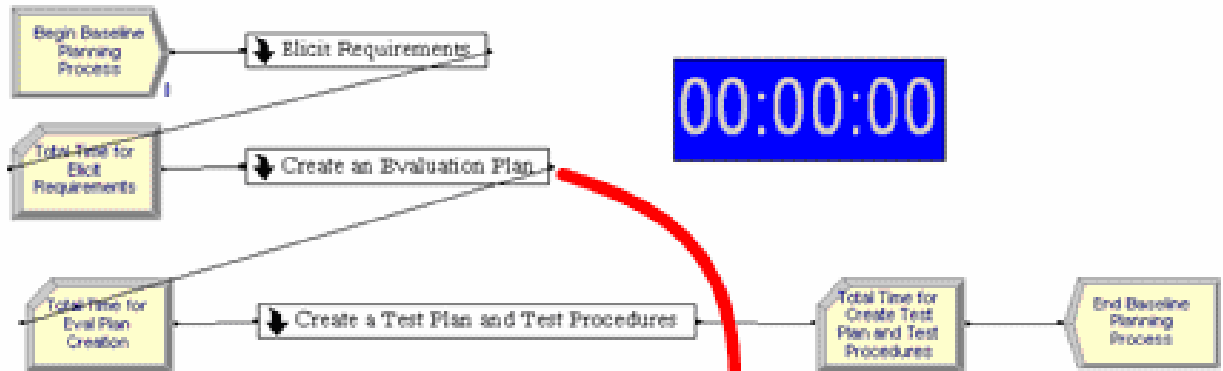 Begin Baseline
Planning
Process
Elicit Requirements
00:00:00
Total Time for
Elicit
Requirements
Create an Evaluation Plan
Total Time for
Eval Plan
Creation
Create a Test Plan and Test Procedures
Total Time for
Create Test
Plan and Test
Procedures
End Baseline
Planning
Process